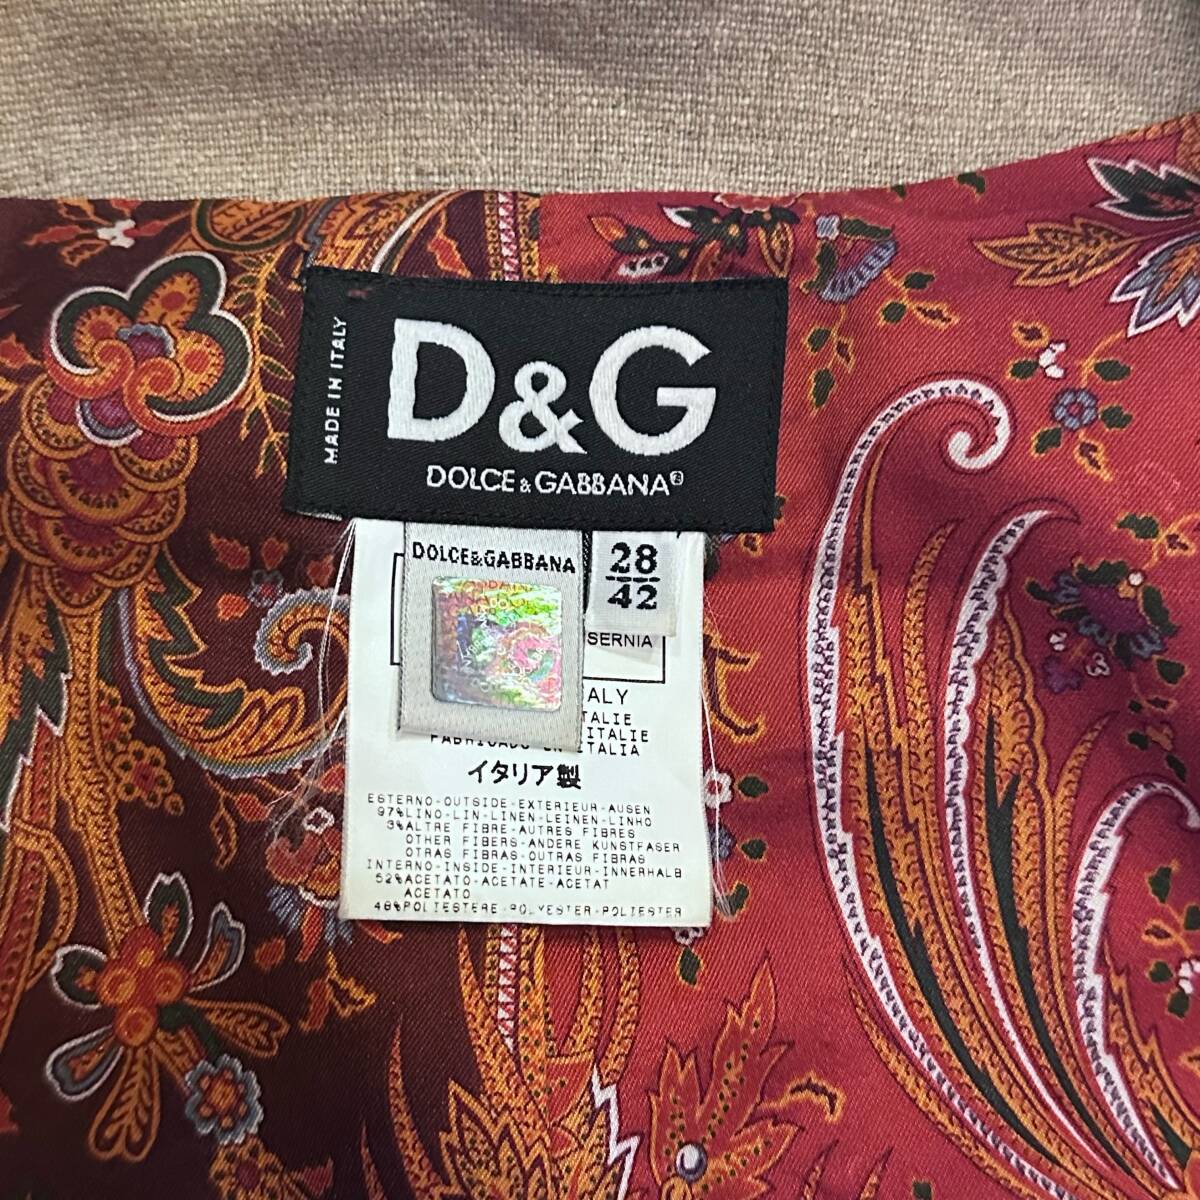 MADE IN ITALY
D&G
DOLCE & GABBANA®
DOLCE&GABBANA
28
42
SERNIA
ALY
TALIE
ITALIE
FABRICADO EN ITALIA
イタリア製
ESTERNO-OUTSIDE-EXTERIEUR-AUSEN
97%LINO-LIN-LINEN-LEINEN-LINHO
3%ALTRE FIBRE-AUTRES FIBRES
OTHER FIBERS-ANDERE KUNSTFASER
OTRAS FIBRAS-OUTRAS FIBRAS
INTERNO-INSIDE-INTERIEUR-INNERHALB
52%ACETATO-ACETATE-ACETAT
ACETATO
48%POLIESTERE-POLYESTER-POLIESTER